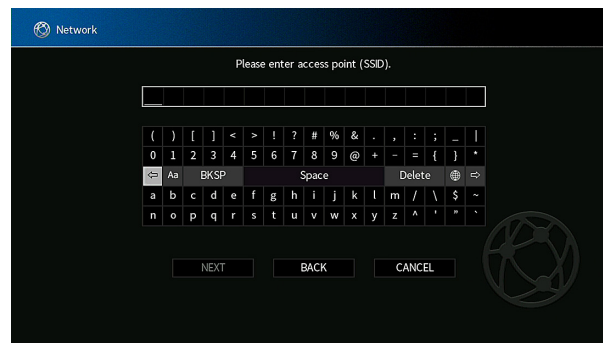 Network
Please enter access point (SSID).
( ) [ ] < > ! ? # % & . , : ; _ |
0 1 2 3 4 5 6 7 8 9 @ + - = { } *
⇦ Aa BKSP Space Delete ⇨
a b c d e f g h i j k l m / \ $ ~
n o p q r s t u v w x y z ^ ' " `
NEXT BACK CANCEL